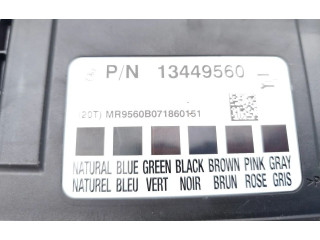 P/N 13449560
(20T) MR9560B071860161
NATURAL BLUE GREEN BLACK BROWN PINK GRAY
NATUREL BLEU VERT NOIR BRUN ROSE GRIS